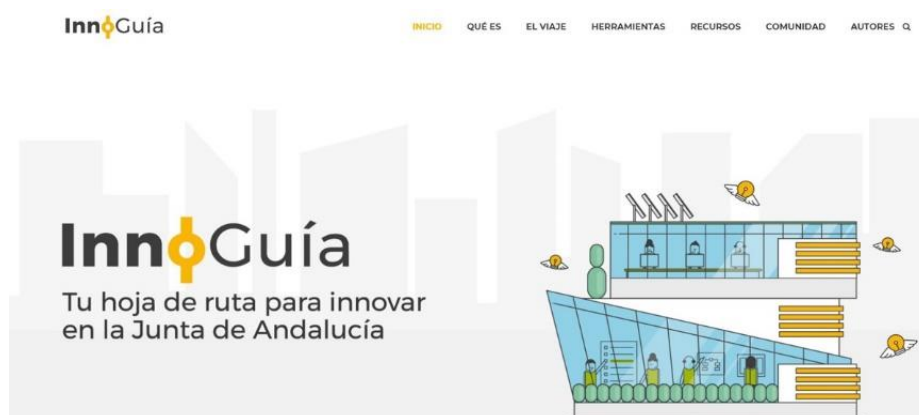 InnoGuía
INICIO QUÉ ES EL VIAJE HERRAMIENTAS RECURSOS COMUNIDAD AUTORES
InnoGuía
Tu hoja de ruta para innovar
en la Junta de Andalucía